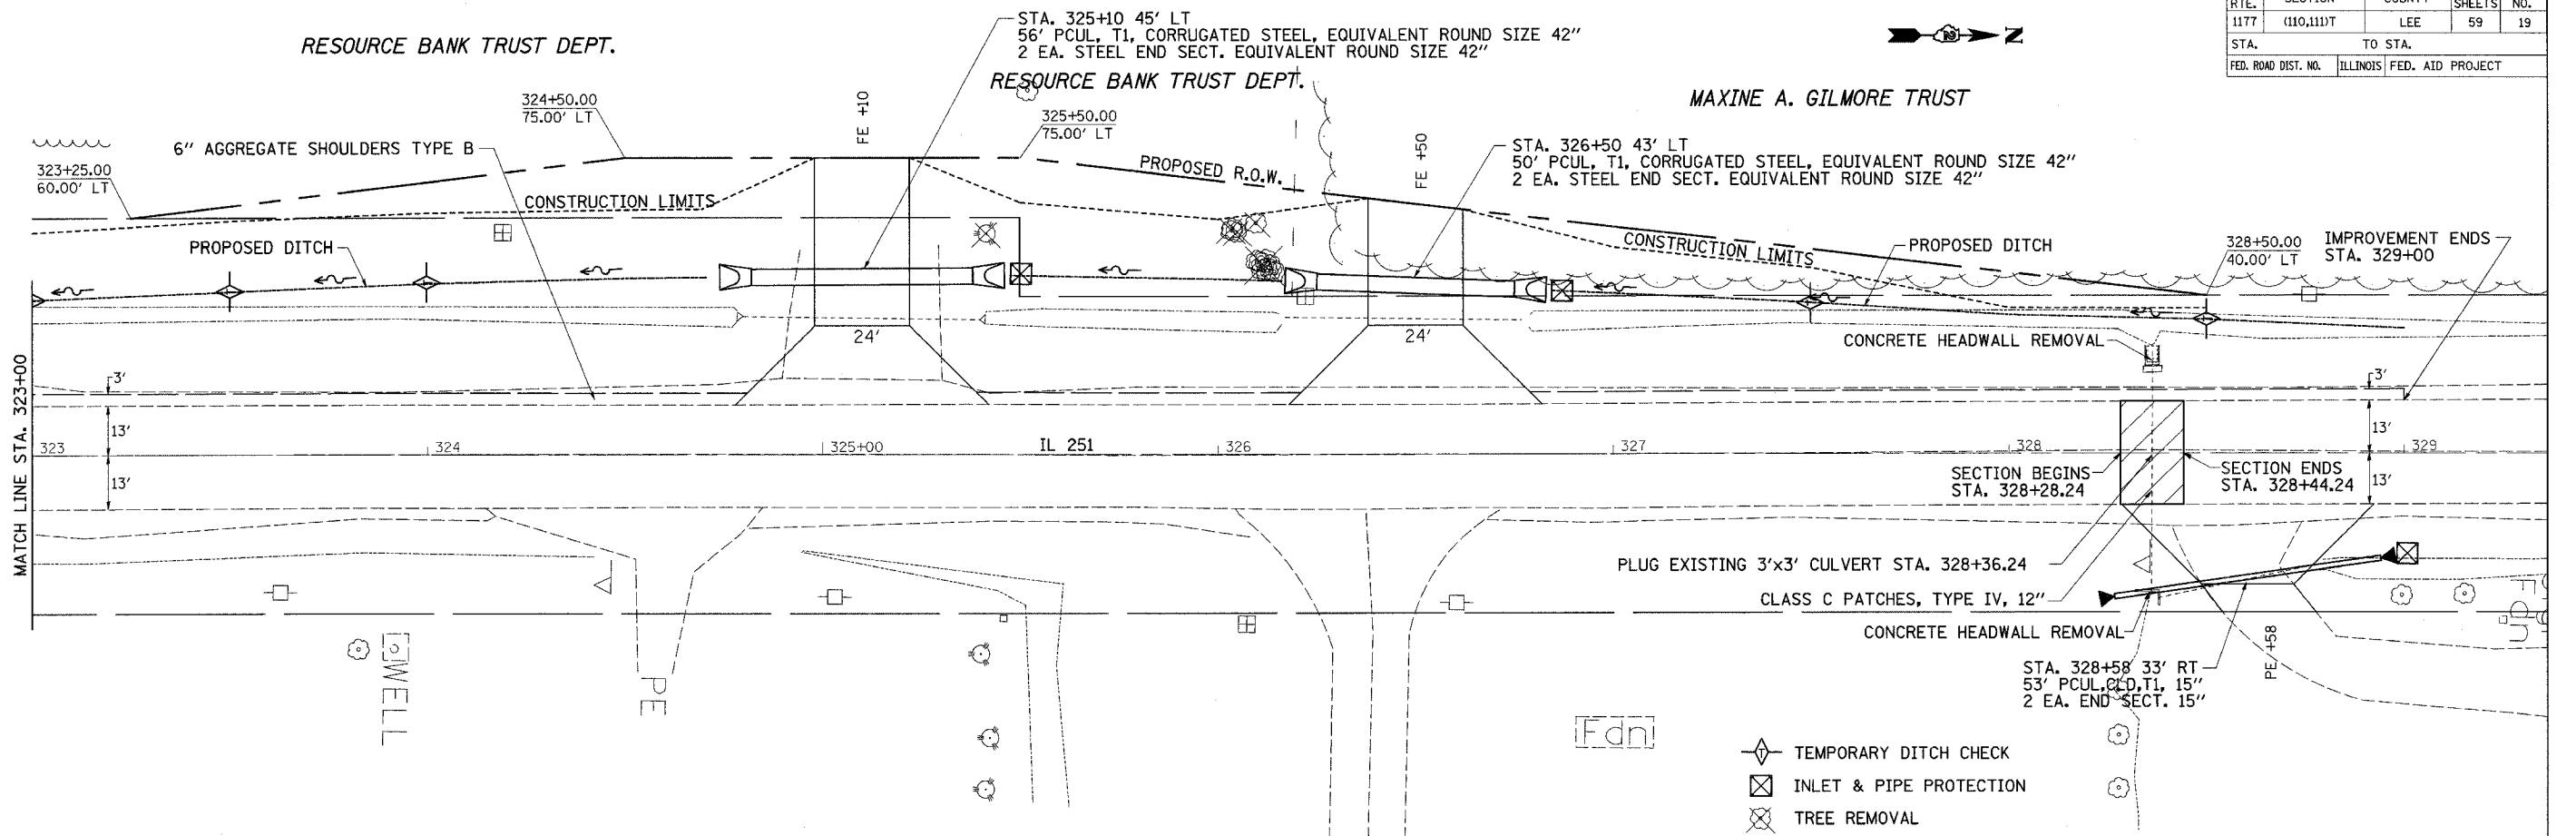 RTE.
SECTION
COUNTY
SHEETS
NO.
1177
(110,111)T
LEE
59
19
STA.
TO STA.
FED. ROAD DIST. NO.
ILLINOIS
FED. AID PROJECT
N
RESOURCE BANK TRUST DEPT.
STA. 325+10 45' LT
56' PCUL, T1, CORRUGATED STEEL, EQUIVALENT ROUND SIZE 42"
2 EA. STEEL END SECT. EQUIVALENT ROUND SIZE 42"
RESOURCE BANK TRUST DEPT.
MAXINE A. GILMORE TRUST
324+50.00
75.00' LT
FE +10
325+50.00
75.00' LT
6" AGGREGATE SHOULDERS TYPE B
323+25.00
60.00' LT
PROPOSED R.O.W.
FE +50
STA. 326+50 43' LT
50' PCUL, T1, CORRUGATED STEEL, EQUIVALENT ROUND SIZE 42"
2 EA. STEEL END SECT. EQUIVALENT ROUND SIZE 42"
CONSTRUCTION LIMITS
PROPOSED DITCH
CONSTRUCTION LIMITS
PROPOSED DITCH
328+50.00
40.00' LT
IMPROVEMENT ENDS
STA. 329+00
24'
24'
CONCRETE HEADWALL REMOVAL
3'
3'
MATCH LINE STA. 323+00
13'
13'
323
324
325+00
IL 251
326
327
328
329
13'
13'
SECTION BEGINS
STA. 328+28.24
SECTION ENDS
STA. 328+44.24
PLUG EXISTING 3'x3' CULVERT STA. 328+36.24
CLASS C PATCHES, TYPE IV, 12"
CONCRETE HEADWALL REMOVAL
STA. 328+58 33' RT
53' PCUL,CLD,T1, 15"
2 EA. END SECT. 15"
PE +58
WELL
PE
Fdn
Fdn
T
TEMPORARY DITCH CHECK
INLET & PIPE PROTECTION
TREE REMOVAL